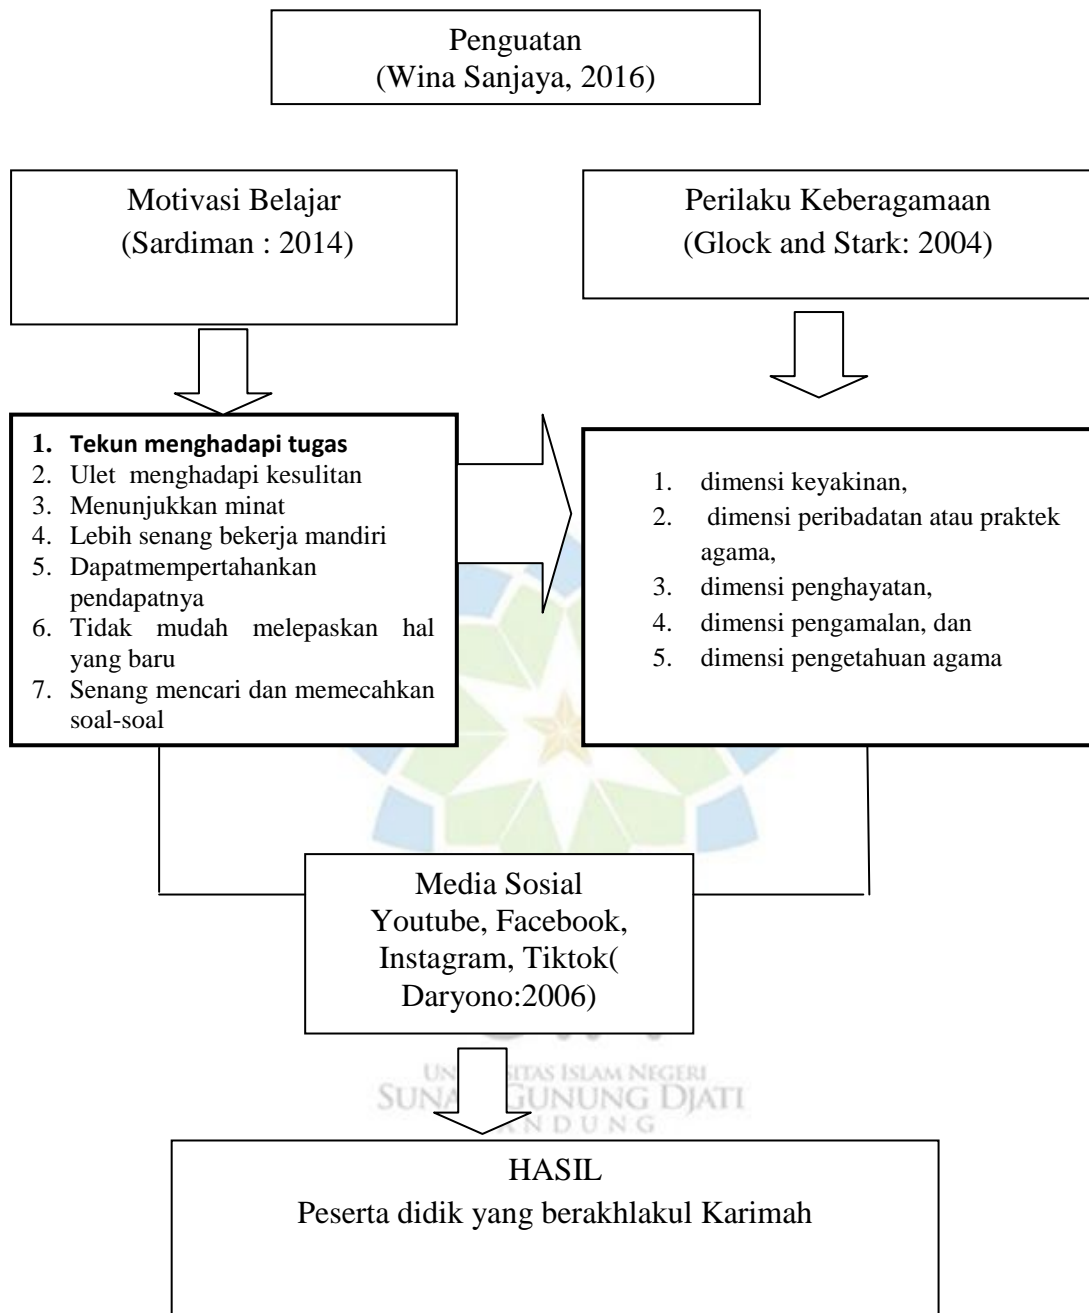 Penguatan
(Wina Sanjaya, 2016)
Motivasi Belajar
(Sardiman : 2014)
Perilaku Keberagamaan
(Glock and Stark: 2004)
1. Tekun menghadapi tugas
2. Ulet menghadapi kesulitan
3. Menunjukkan minat
4. Lebih senang bekerja mandiri
5. Dapatmempertahankan
pendapatnya
6. Tidak mudah melepaskan hal
yang baru
7. Senang mencari dan memecahkan
soal-soal
1. dimensi keyakinan,
2. dimensi peribadatan atau praktek
agama,
3. dimensi penghayatan,
4. dimensi pengamalan, dan
5. dimensi pengetahuan agama
Media Sosial
Youtube, Facebook,
Instagram, Tiktok(
Daryono:2006)
ISLAM NEGERI
GUNUNG DJATI
HASIL
Peserta didik yang berakhlakul Karimah